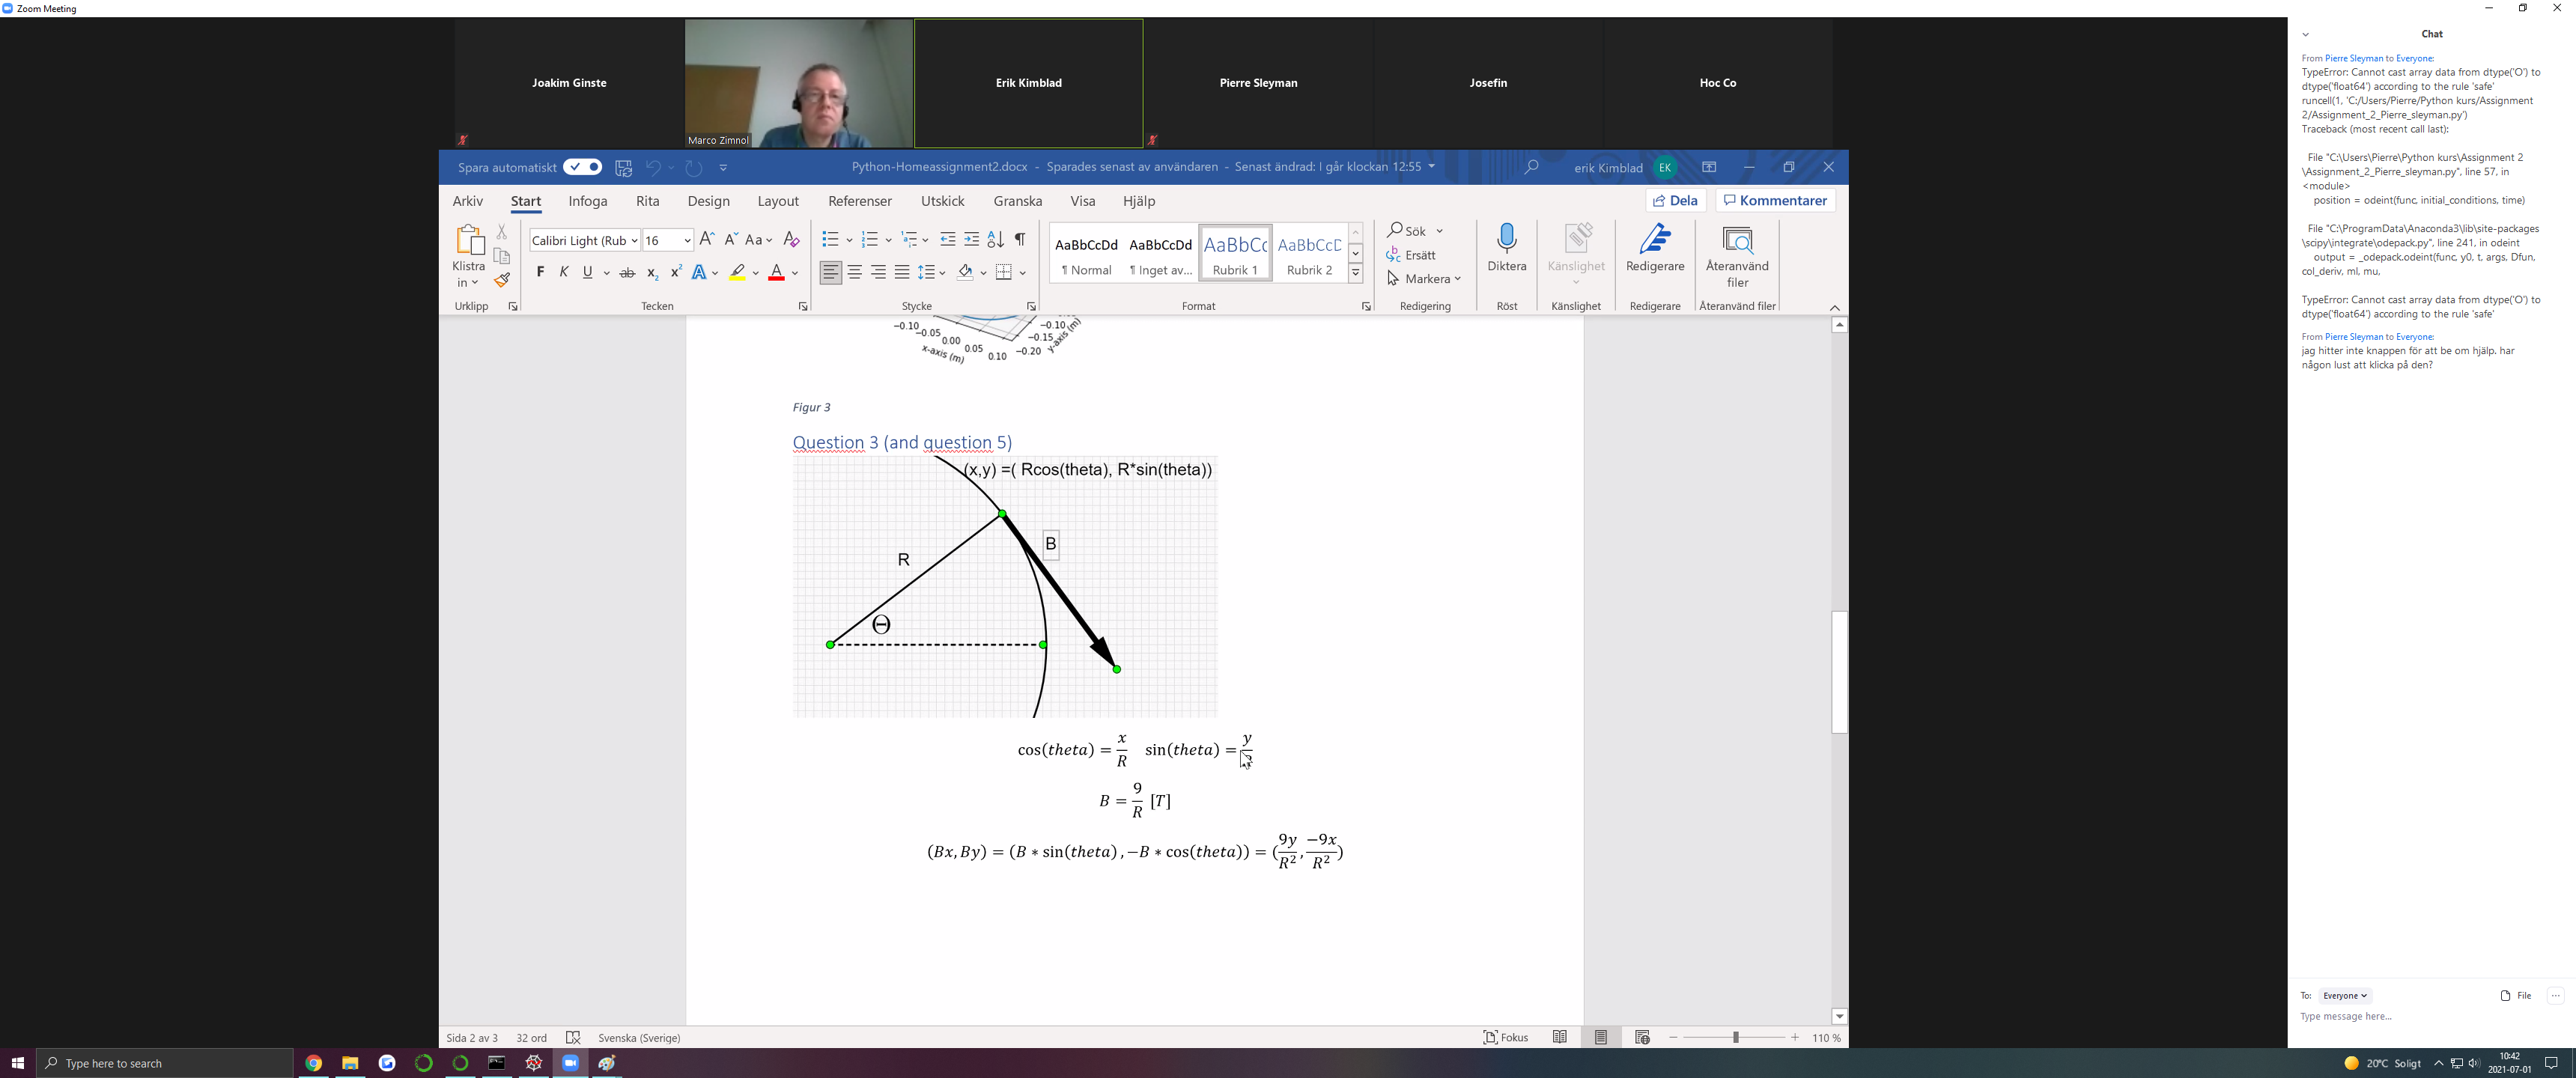 Zoom Meeting
Joakim Ginste
Marco Zimnol
Erik Kimblad
Pierre Sleyman
Josefin
Hoc Co
Spara automatiskt
Python-Homeassignment2.docx - Sparades senast av användaren - Senast ändrad: I går klockan 12:55
erik Kimblad
EK
Arkiv Start Infoga Rita Design Layout Referenser Utskick Granska Visa Hjälp
Dela
Kommentarer
Klistra in
Urklipp
Calibri Light (Rub 16
Aa
F K U ab x₂ x² A A
Tecken
Stycke
AaBbCcDd AaBbCcDd AaBbCc AaBbCcD
¶ Normal ¶ Inget av... Rubrik 1 Rubrik 2
Format
Sök
Ersätt
Markera
Redigering
Diktera
Röst
Känslighet
Känslighet
Redigerare
Redigerare
Återanvänd filer
Återanvänd filer
−0.10 −0.05 0.00 0.05 0.10
x-axis (m)
−0.10 −0.15 −0.20
y-axis (m)
Figur 3
Question 3 (and question 5)
(x,y) =( Rcos(theta), R*sin(theta))
B
R
Θ
cos(theta) = x/R sin(theta) = y/
B = 9/R [T]
(Bx, By) = (B ∗ sin(theta) , −B ∗ cos(theta)) = (9y/R², −9x/R²)
Sida 2 av 3 32 ord Svenska (Sverige)
Fokus
110 %
Chat
From Pierre Sleyman to Everyone:
TypeError: Cannot cast array data from dtype('O') to
dtype('float64') according to the rule 'safe'
runcell(1, 'C:/Users/Pierre/Python kurs/Assignment
2/Assignment_2_Pierre_sleyman.py')
Traceback (most recent call last):
File "C:\Users\Pierre\Python kurs\Assignment 2
\Assignment_2_Pierre_sleyman.py", line 57, in
<module>
position = odeint(func, initial_conditions, time)
File "C:\ProgramData\Anaconda3\lib\site-packages
\scipy\integrate\odepack.py", line 241, in odeint
output = _odepack.odeint(func, y0, t, args, Dfun,
col_deriv, ml, mu,
TypeError: Cannot cast array data from dtype('O') to
dtype('float64') according to the rule 'safe'
From Pierre Sleyman to Everyone:
jag hitter inte knappen för att be om hjälp. har
någon lust att klicka på den?
To: Everyone
File
Type message here...
Type here to search
20°C Soligt
10:42
2021-07-01